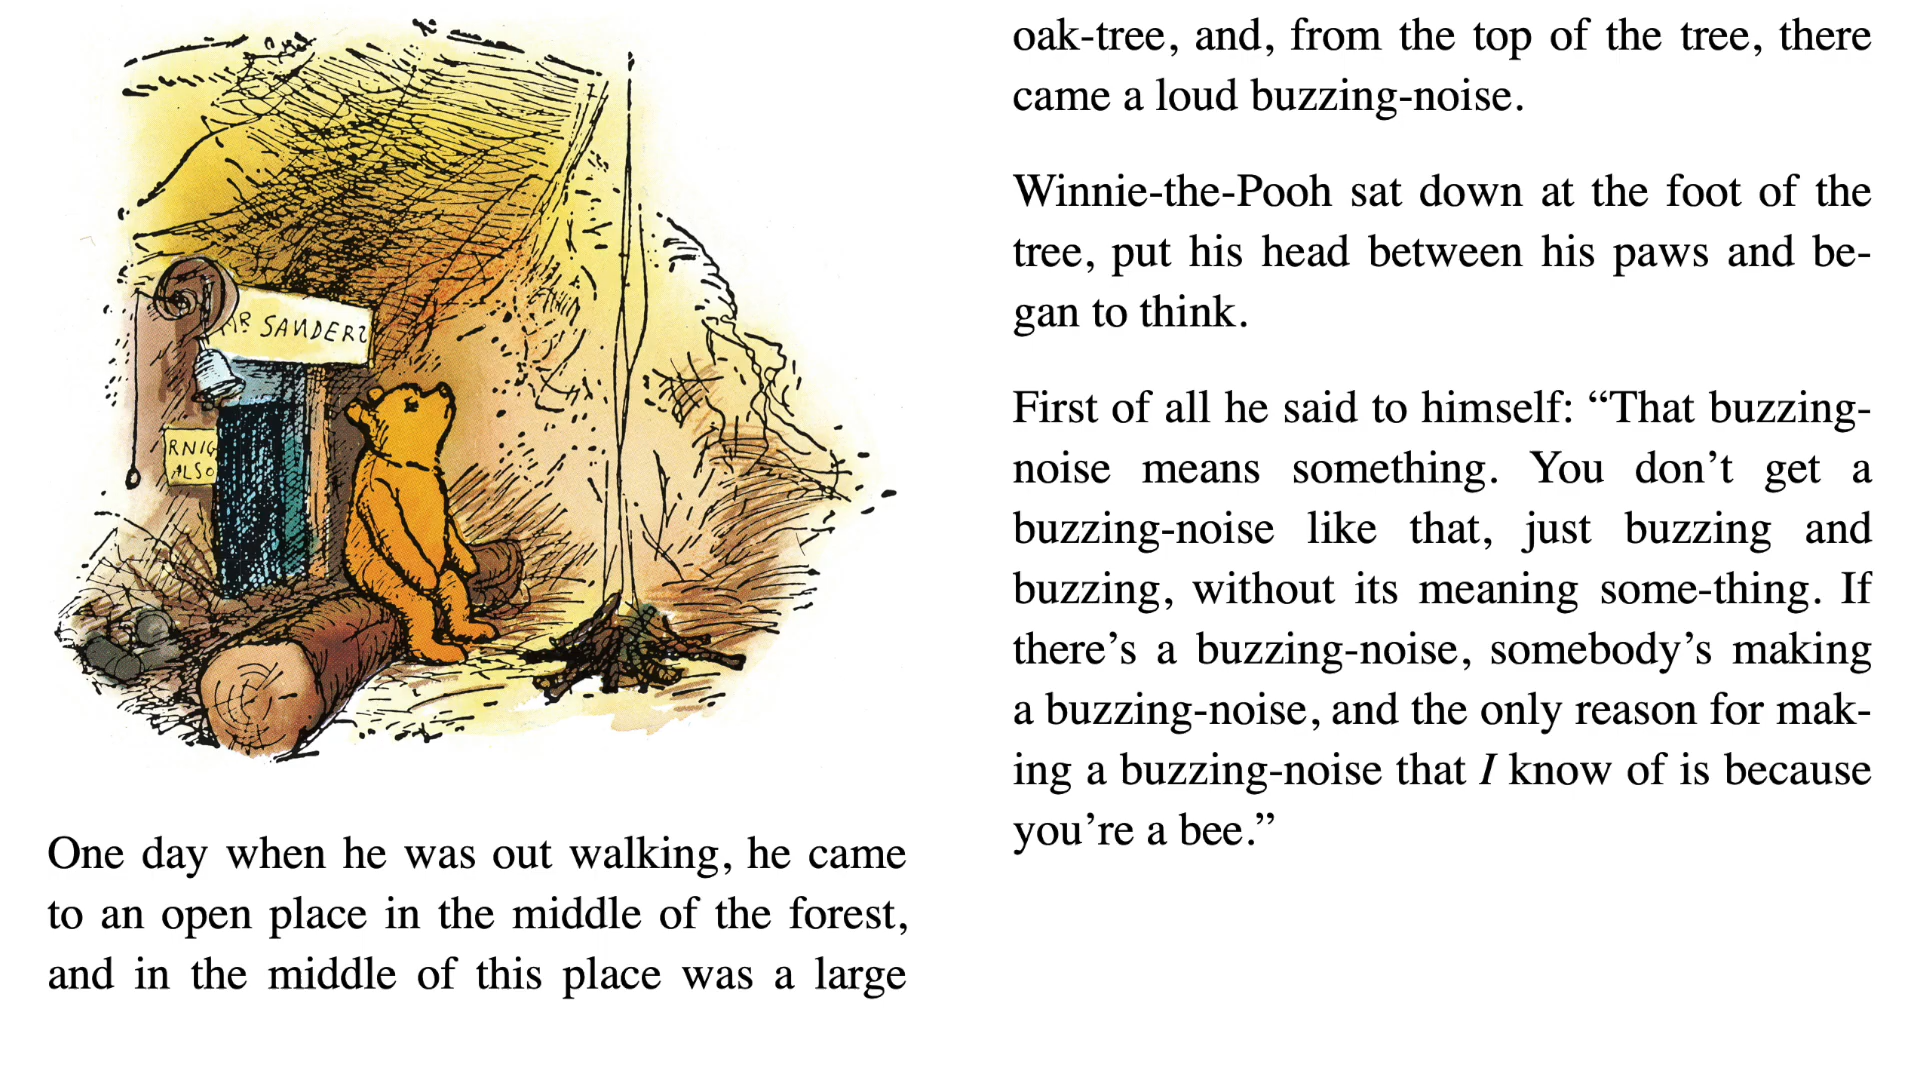 MR SANDERZ
RNIG
ALSO
One day when he was out walking, he came
to an open place in the middle of the forest,
and in the middle of this place was a large
oak-tree, and, from the top of the tree, there
came a loud buzzing-noise.
Winnie-the-Pooh sat down at the foot of the
tree, put his head between his paws and be-
gan to think.
First of all he said to himself: “That buzzing-
noise means something. You don’t get a
buzzing-noise like that, just buzzing and
buzzing, without its meaning some-thing. If
there’s a buzzing-noise, somebody’s making
a buzzing-noise, and the only reason for mak-
ing a buzzing-noise that I know of is because
you’re a bee.”